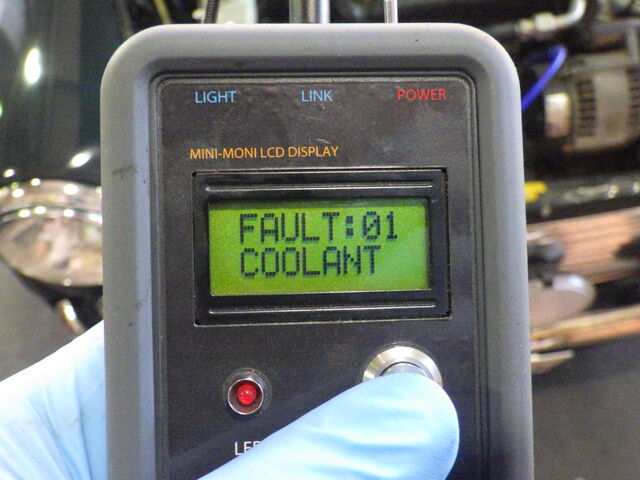 LIGHT LINK POWER
MINI-MONI LCD DISPLAY
FAULT:01
COOLANT